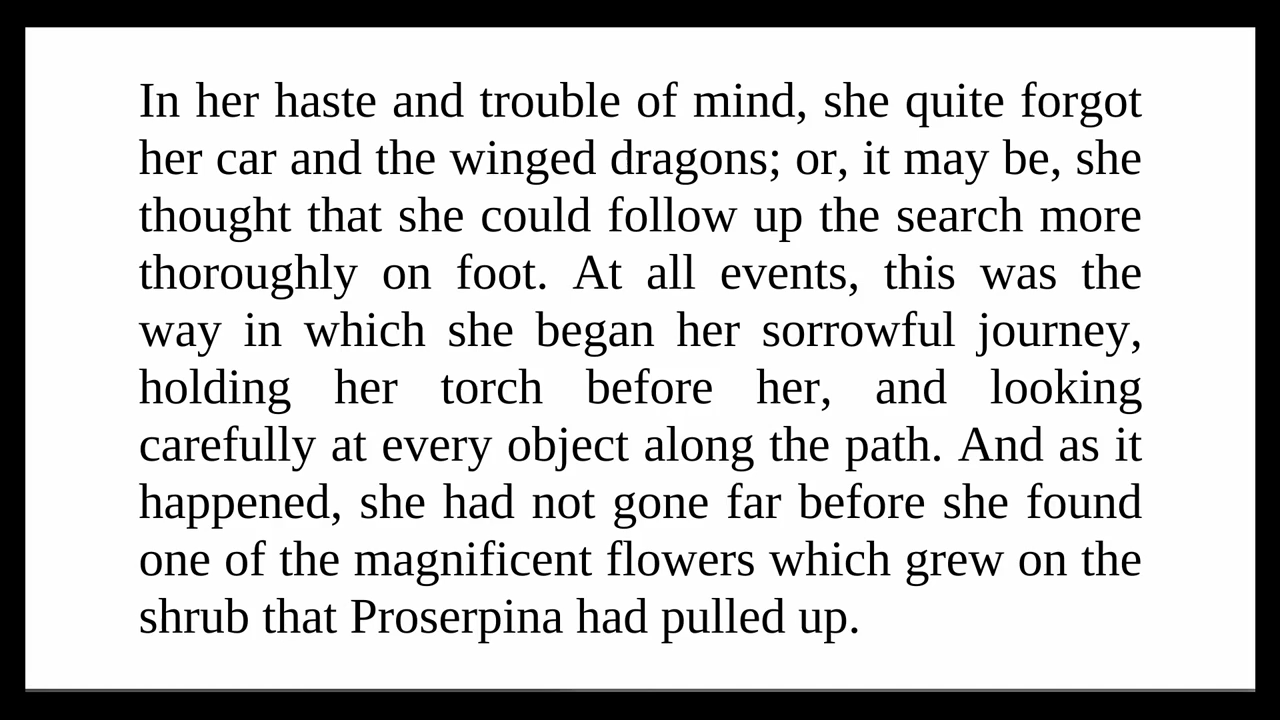 In her haste and trouble of mind, she quite forgot
her car and the winged dragons; or, it may be, she
thought that she could follow up the search more
thoroughly on foot. At all events, this was the
way in which she began her sorrowful journey,
holding her torch before her, and looking
carefully at every object along the path. And as it
happened, she had not gone far before she found
one of the magnificent flowers which grew on the
shrub that Proserpina had pulled up.